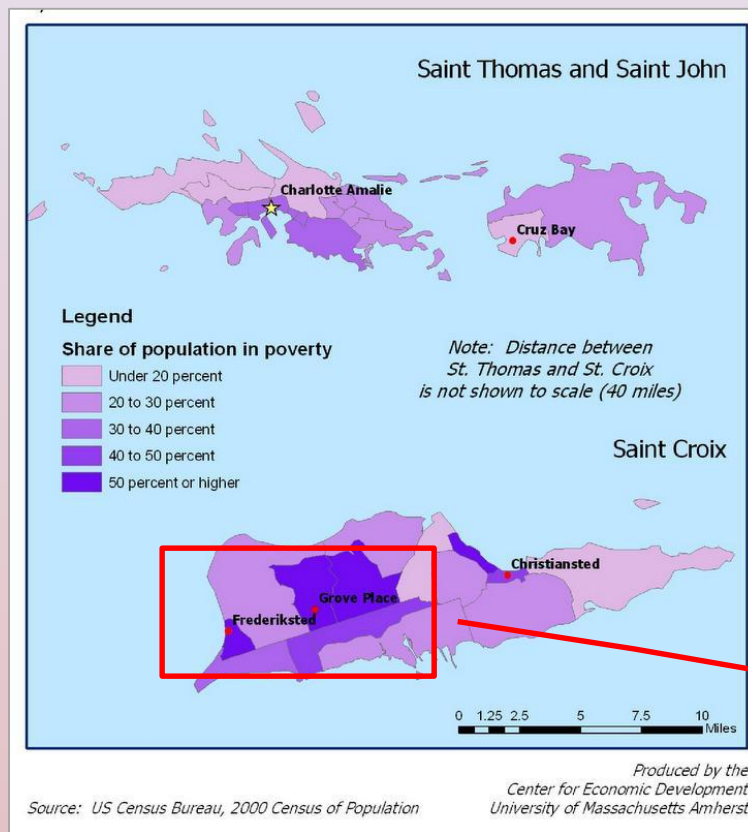 Saint Thomas and Saint John
Charlotte Amalie
Cruz Bay
Legend
Share of population in poverty
Under 20 percent
20 to 30 percent
30 to 40 percent
40 to 50 percent
50 percent or higher
Note: Distance between
St. Thomas and St. Croix
is not shown to scale (40 miles)
Saint Croix
Christiansted
Grove Place
Frederiksted
0 1.25 2.5 5 7.5 10
Miles
Produced by the
Center for Economic Development
University of Massachusetts Amherst
Source: US Census Bureau, 2000 Census of Population